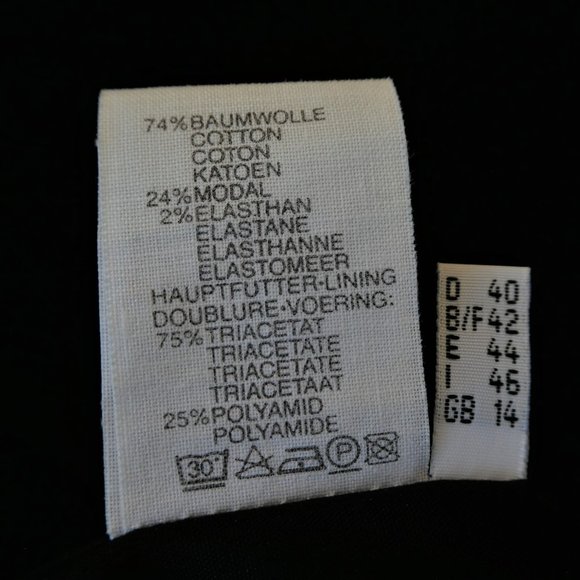 74% BAUMWOLLE
COTTON
COTON
KATOEN
24% MODAL
2% ELASTHAN
ELASTANE
ELASTHANNE
ELASTOMEER
HAUPTFUTTER·LINING
DOUBLURE·VOERING:
75% TRIACETAT
TRIACETATE
TRIACETATE
TRIACETAAT
25% POLYAMID
POLYAMIDE
30°
P
D 40
B/F 42
E 44
I 46
GB 14